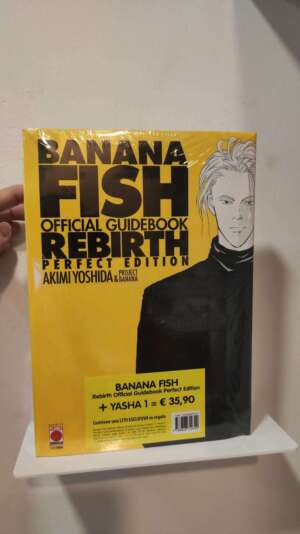 BANANA
FISH
OFFICIAL GUIDEBOOK
REBIRTH
PERFECT EDITION
AKIMI YOSHIDA & PROJECT BANANA
BANANA FISH
Rebirth Official Guidebook Perfect Edition
+ YASHA 1 = € 35,90